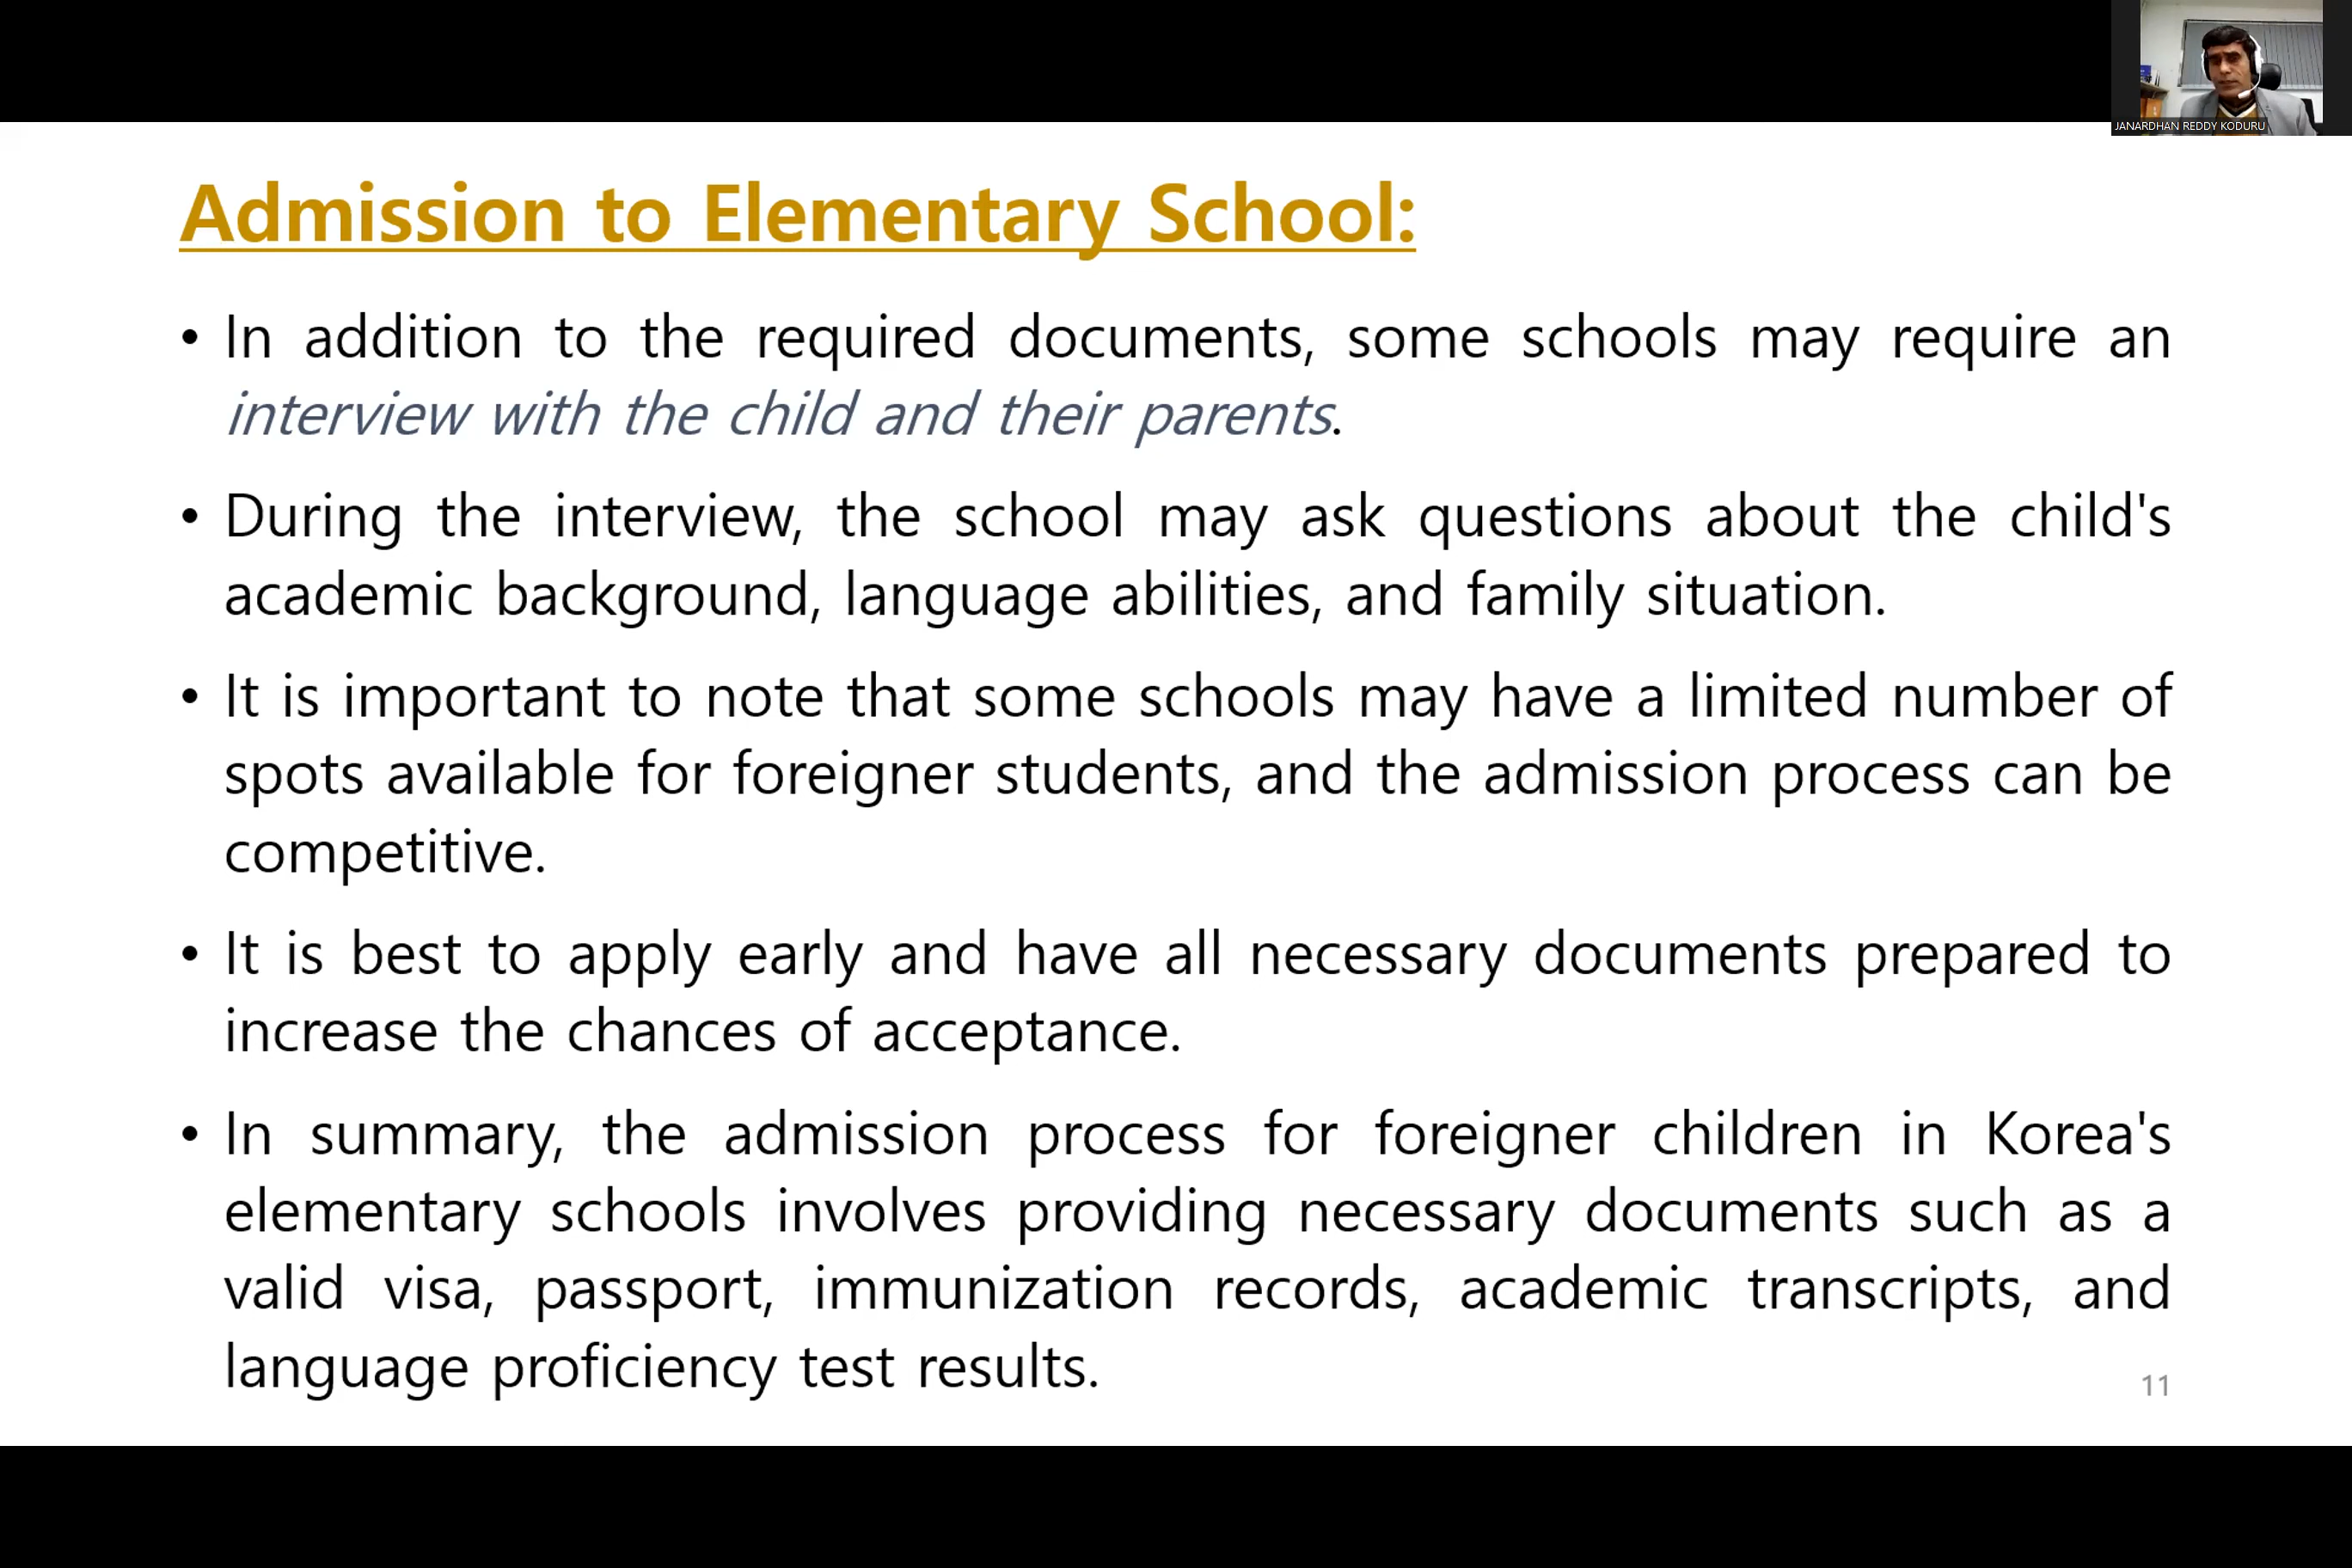 JANARDHAN REDDY KODURU
Admission to Elementary School:
• In addition to the required documents, some schools may require an
interview with the child and their parents.
• During the interview, the school may ask questions about the child's
academic background, language abilities, and family situation.
• It is important to note that some schools may have a limited number of
spots available for foreigner students, and the admission process can be
competitive.
• It is best to apply early and have all necessary documents prepared to
increase the chances of acceptance.
• In summary, the admission process for foreigner children in Korea's
elementary schools involves providing necessary documents such as a
valid visa, passport, immunization records, academic transcripts, and
language proficiency test results.
11